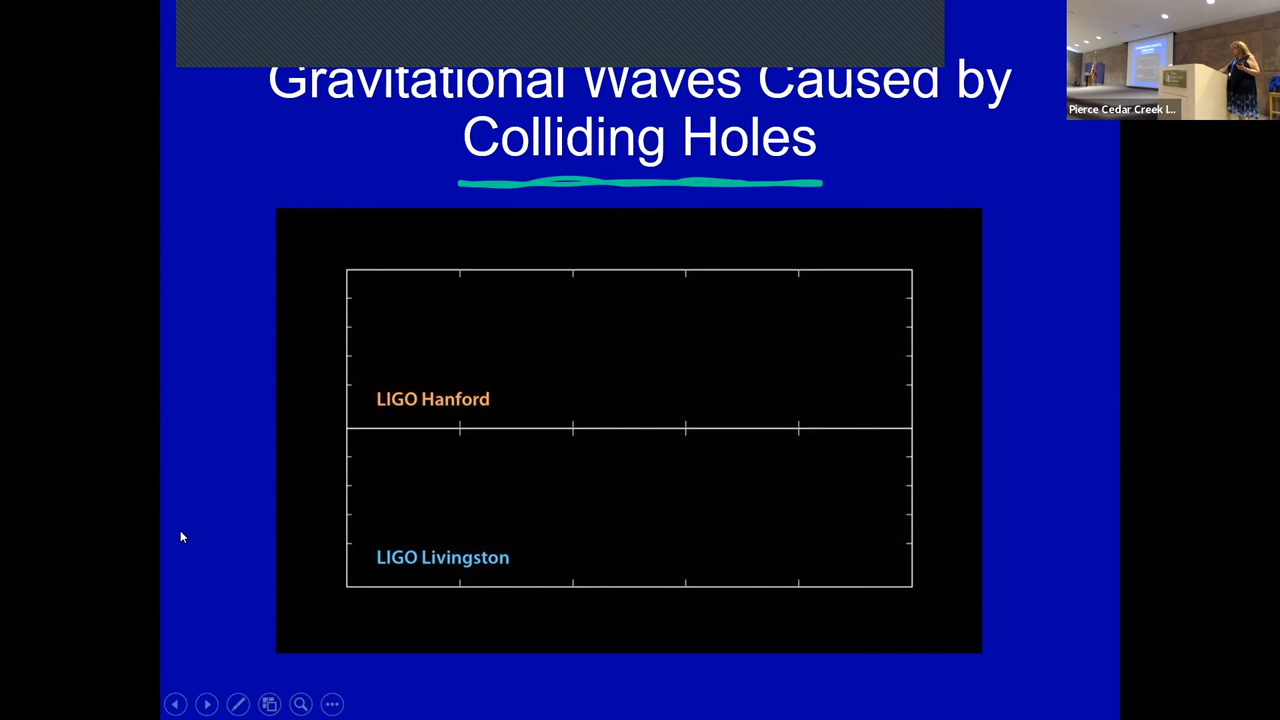 Gravitational Waves Caused by
Colliding Holes
Pierce Cedar Creek I...
LIGO Hanford
LIGO Livingston